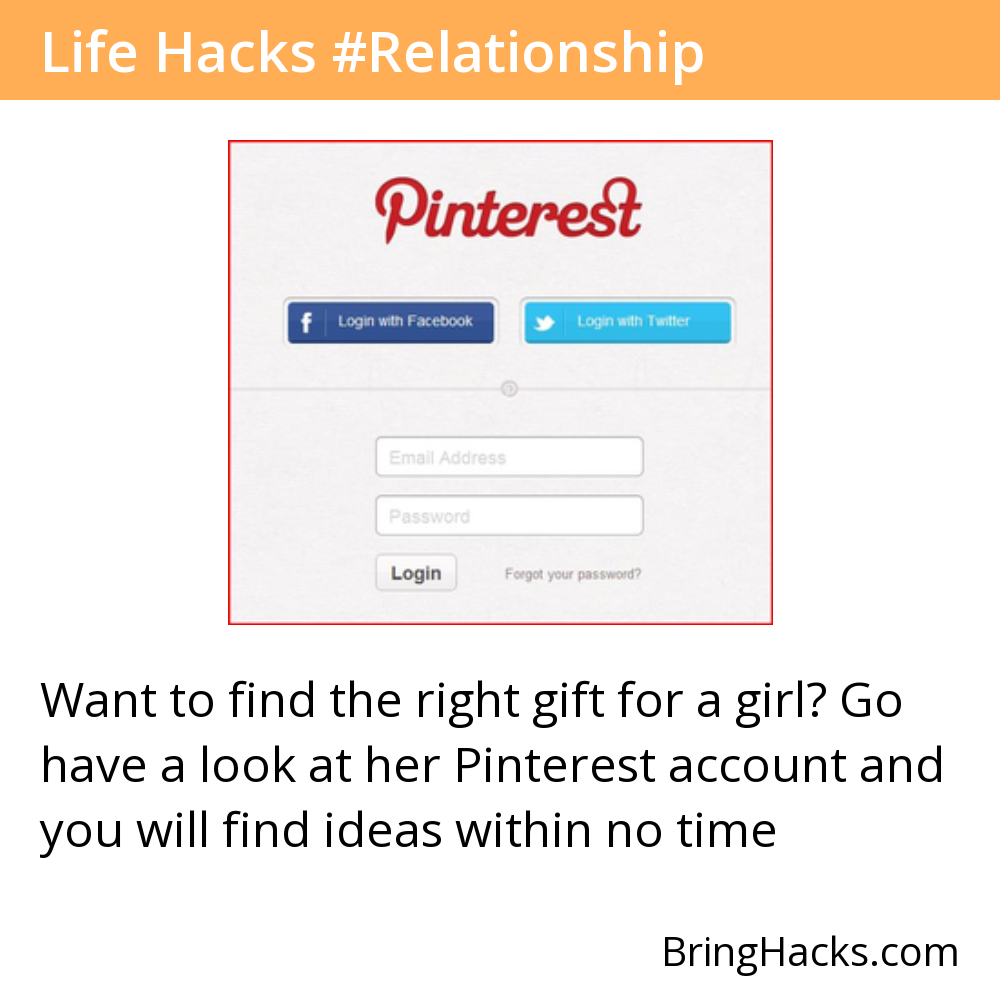 Life Hacks #Relationship
Pinterest
Login with Facebook
Login with Twitter
Email Address
Password
Login
Forgot your password?
Want to find the right gift for a girl? Go
have a look at her Pinterest account and
you will find ideas within no time
BringHacks.com